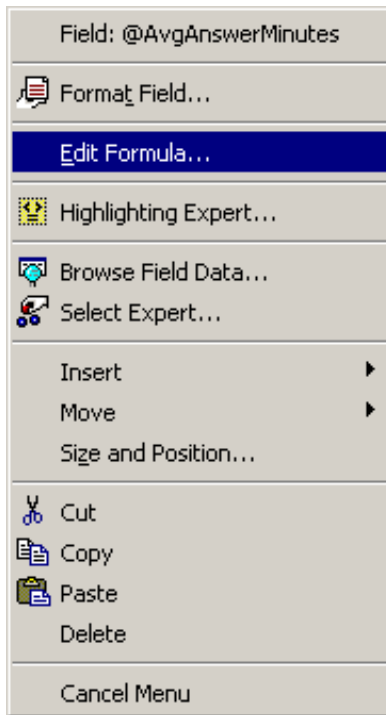 Field: @AvgAnswerMinutes
Format Field...
Edit Formula...
Highlighting Expert...
Browse Field Data...
Select Expert...
Insert
Move
Size and Position...
Cut
Copy
Paste
Delete
Cancel Menu